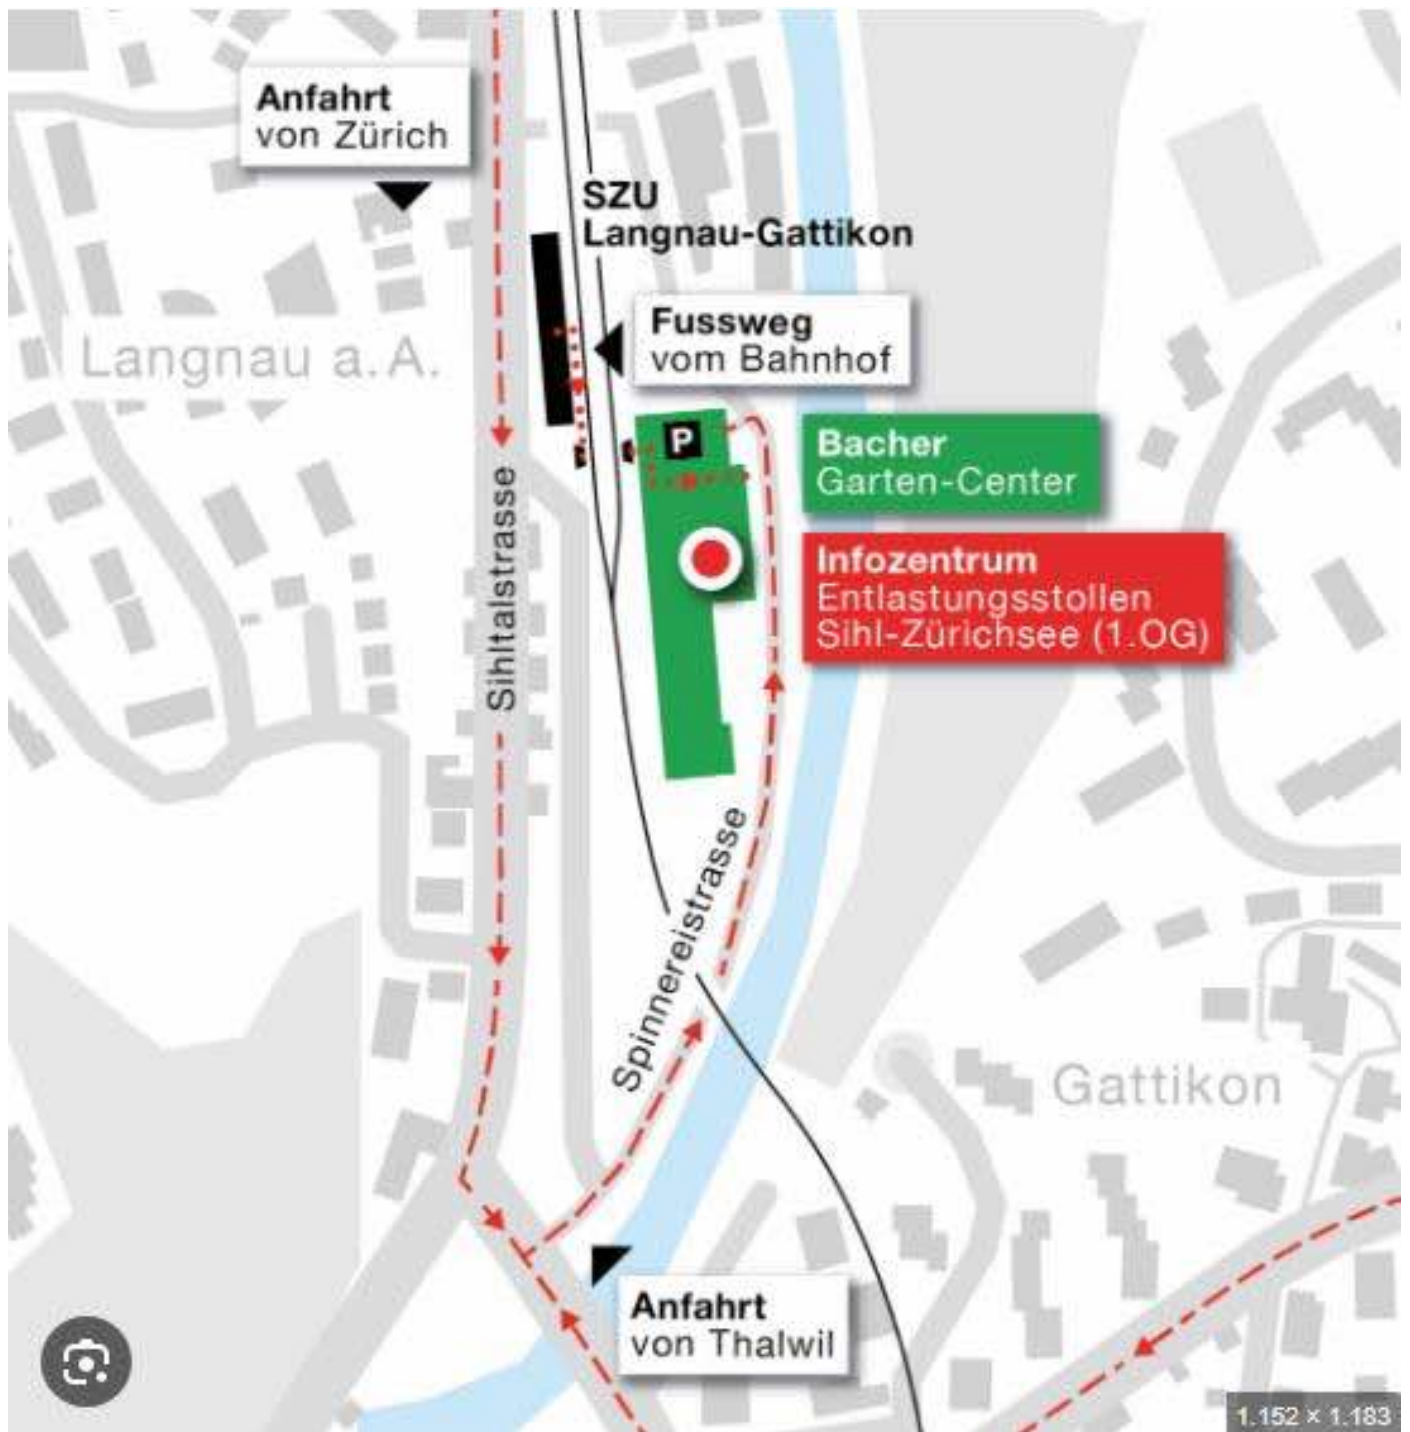 Anfahrt
von Zürich
SZU
Langnau-Gattikon
Fussweg
vom Bahnhof
Langnau a. A.
P
Bacher
Garten-Center
Sihltalstrasse
Infozentrum
Entlastungsstollen
Sihl-Zürichsee (1.OG)
Spinnereistrasse
Gattikon
Anfahrt
von Thalwil
1.152 × 1.183